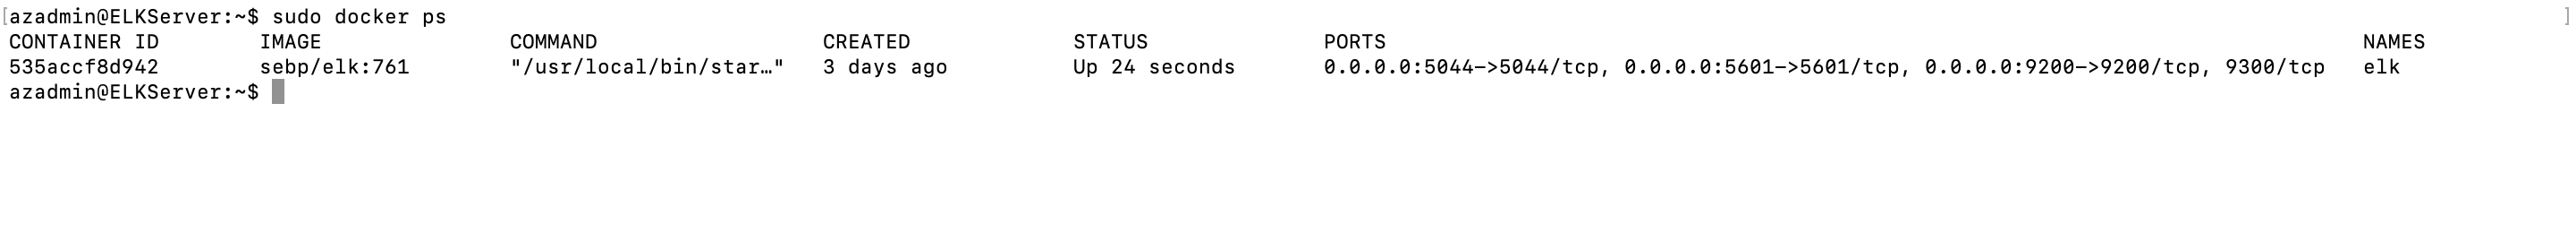 [azadmin@ELKServer:~$ sudo docker ps ]
CONTAINER ID IMAGE COMMAND CREATED STATUS PORTS NAMES
535accf8d942 sebp/elk:761 "/usr/local/bin/star…" 3 days ago Up 24 seconds 0.0.0.0:5044->5044/tcp, 0.0.0.0:5601->5601/tcp, 0.0.0.0:9200->9200/tcp, 9300/tcp elk
azadmin@ELKServer:~$